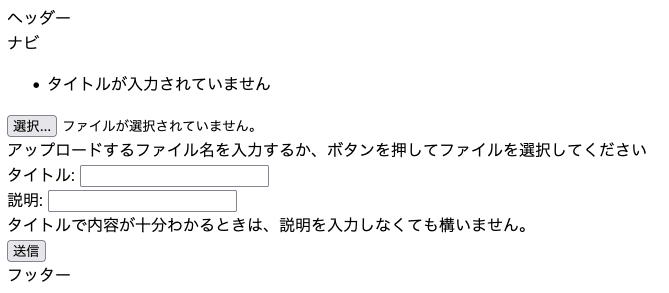 ヘッダー
ナビ
• タイトルが入力されていません
選択... ファイルが選択されていません。
アップロードするファイル名を入力するか、ボタンを押してファイルを選択してください
タイトル:
説明:
タイトルで内容が十分わかるときは、説明を入力しなくても構いません。
送信
フッター